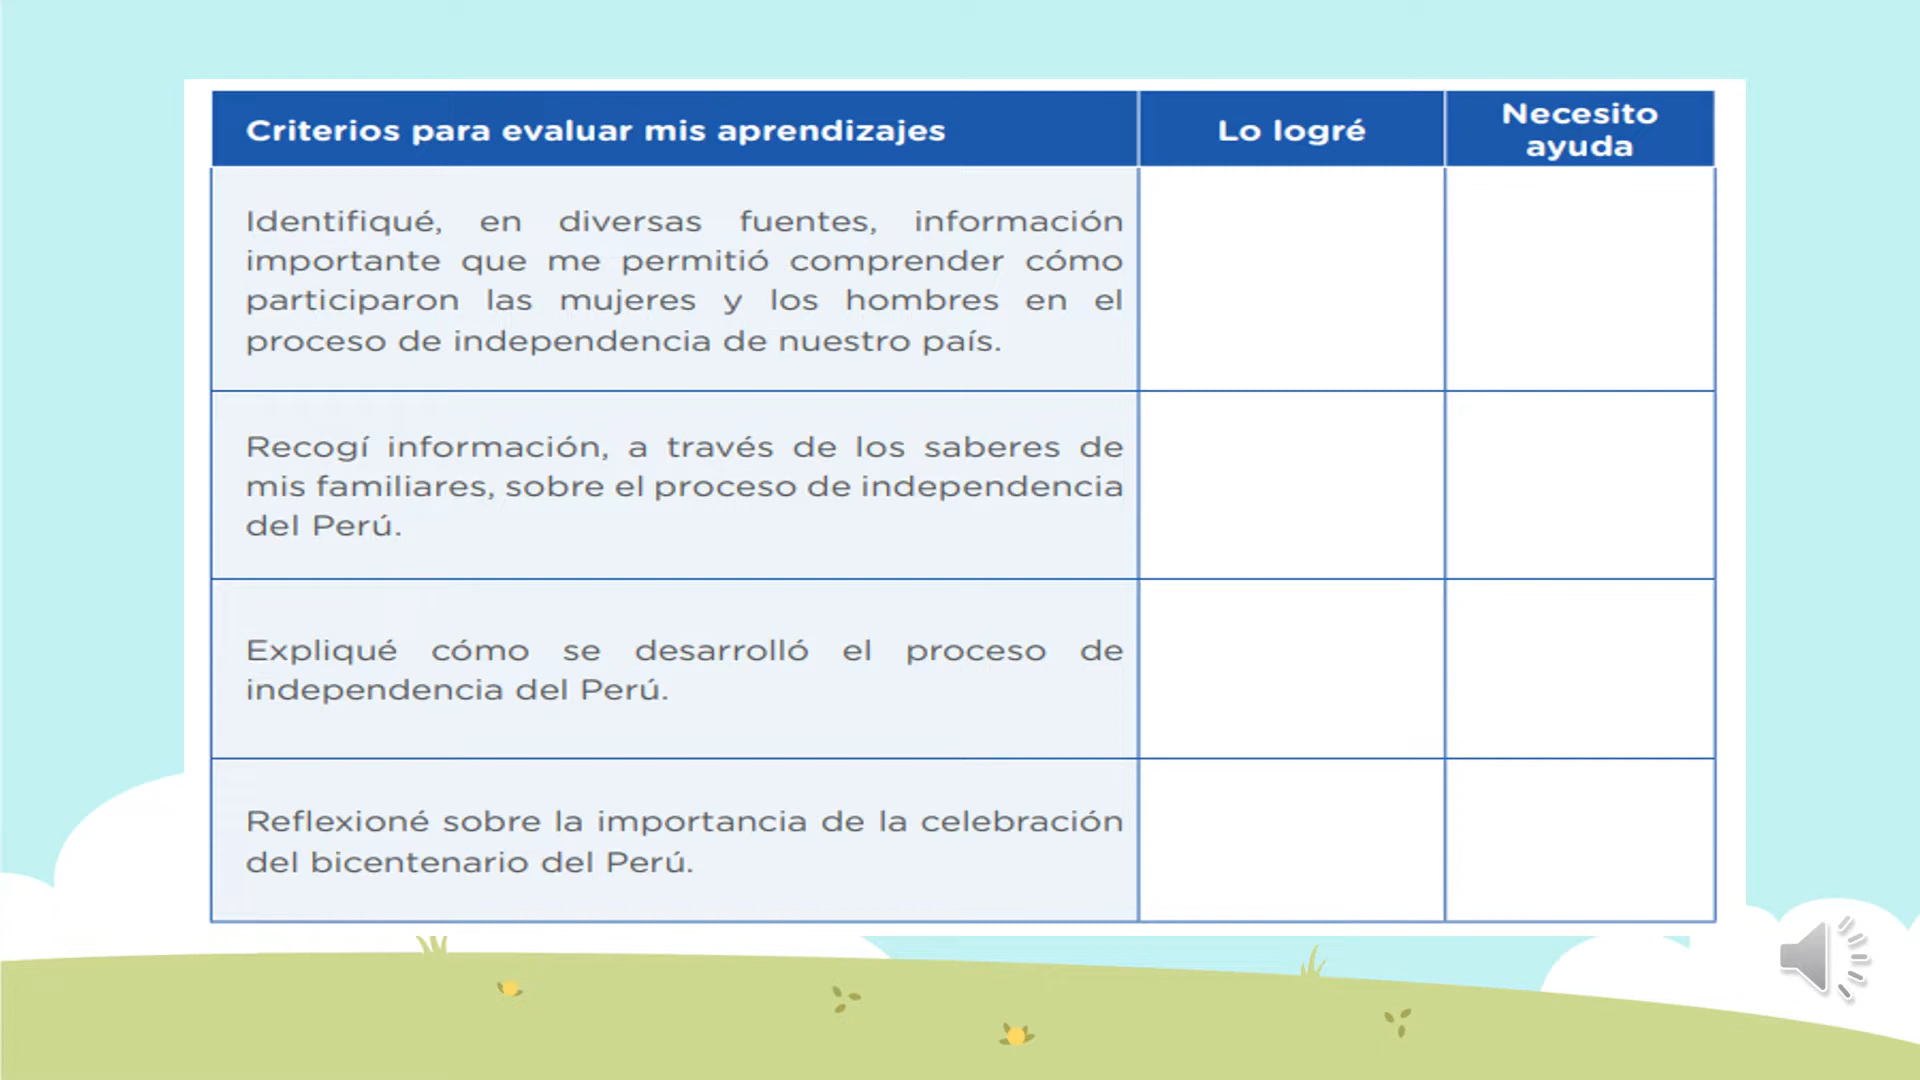 Criterios para evaluar mis aprendizajes
Lo logré
Necesito
ayuda
Identifiqué, en diversas fuentes, información
importante que me permitió comprender cómo
participaron las mujeres y los hombres en el
proceso de independencia de nuestro país.
Recogí información, a través de los saberes de
mis familiares, sobre el proceso de independencia
del Perú.
Expliqué cómo se desarrolló el proceso de
independencia del Perú.
Reflexioné sobre la importancia de la celebración
del bicentenario del Perú.